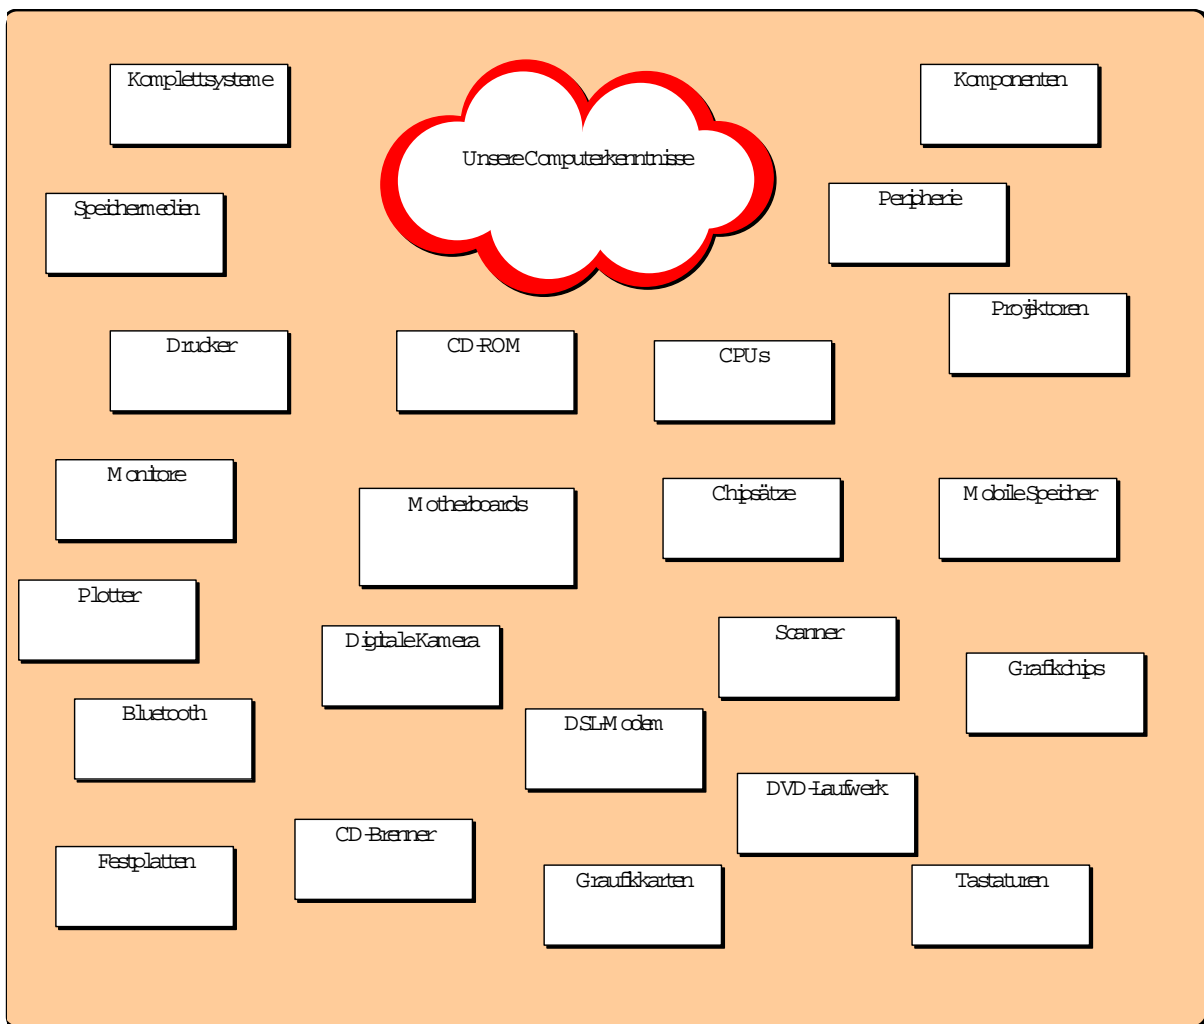 Komplettsysteme
Komponenten
Unsere Computerkenntnisse
Speichermedien
Peripherie
Projektoren
Drucker
CD-ROM
CPUs
Monitore
Motherboards
Chipsätze
Mobile Speicher
Plotter
Digitale Kamera
Scanner
Grafikchips
Bluetooth
DSL-Modem
DVD-Laufwerk
CD-Brenner
Festplatten
Graufikkarten
Tastaturen